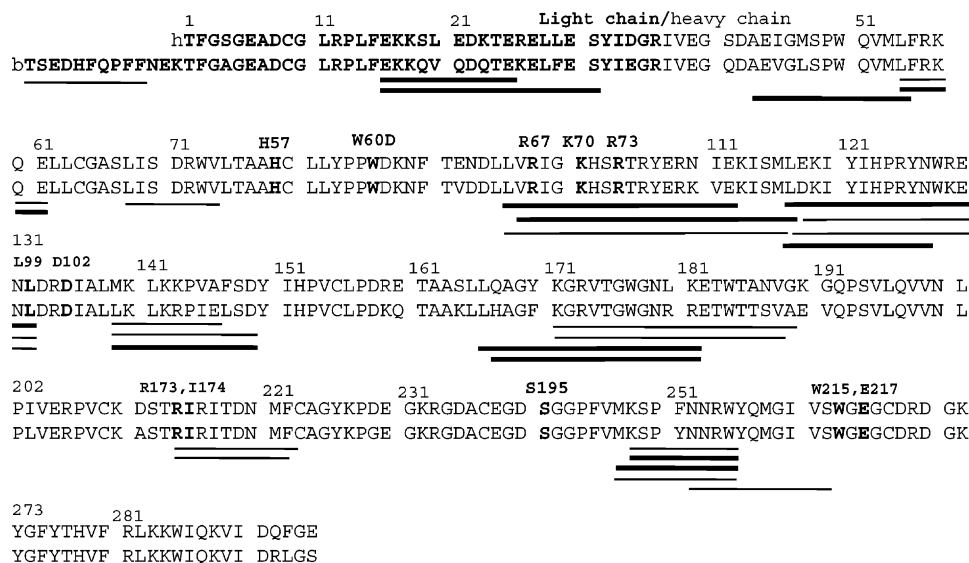 1 11 21 Light chain/heavy chain 51
hTFGSGEADCG LRPLFEKKSL EDKTERELLE SYIDGRIVEG SDAEIGMSPW QVMLFRK
bTSEDHFQPFFNEKTFGAGEADCG LRPLFEKKQV QDQTEKELFE SYIEGRIVEG QDAEVGLSPW QVMLFRK
61 71 H57 W60D R67 K70 R73 111 121
Q ELLCGASLIS DRWVLTAAHC LLYPPWDKNF TENDLLVRIG KHSRTRYERN IEKISMLEKI YIHPRYNWRE
Q ELLCGASLIS DRWVLTAAHC LLYPPWDKNF TVDDLLVRIG KHSRTRYERK VEKISMLDKI YIHPRYNWKE
131
L99 D102 141 151 161 171 181 191
NLDRDIALMK LKKPVAFSDY IHPVCLPDRE TAASLLQAGY KGRVTGWGNL KETWTANVGK GQPSVLQVVN L
NLDRDIALLK LKRPIELSDY IHPVCLPDKQ TAAKLLHAGF KGRVTGWGNR RETWTTSVAE VQPSVLQVVN L
202 R173,I174 221 231 S195 251 W215,E217
PIVERPVCKD STRIRITDN MFCAGYKPDE GKRGDACEGD SGGPFVMKSP FNNRWYQMGI VSWGEGCDRD GK
PLVERPVCKA STRIRITDN MFCAGYKPGE GKRGDACEGD SGGPFVMKSP YNNRWYQMGI VSWGEGCDRD GK
273 281
YGFYTHVF RLKKWIQKVI DQFGE
YGFYTHVF RLKKWIQKVI DRLGS